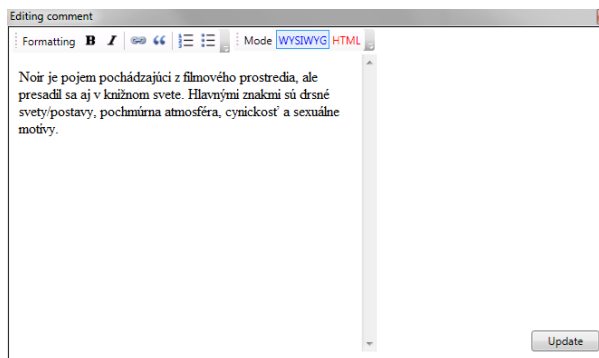 Editing comment
Formatting B I Mode WYSIWYG HTML
Noir je pojem pochádzajúci z filmového prostredia, ale
presadil sa aj v knižnom svete. Hlavnými znakmi sú drsné
svety/postavy, pochmúrna atmosféra, cynickosť a sexuálne
motívy.
Update